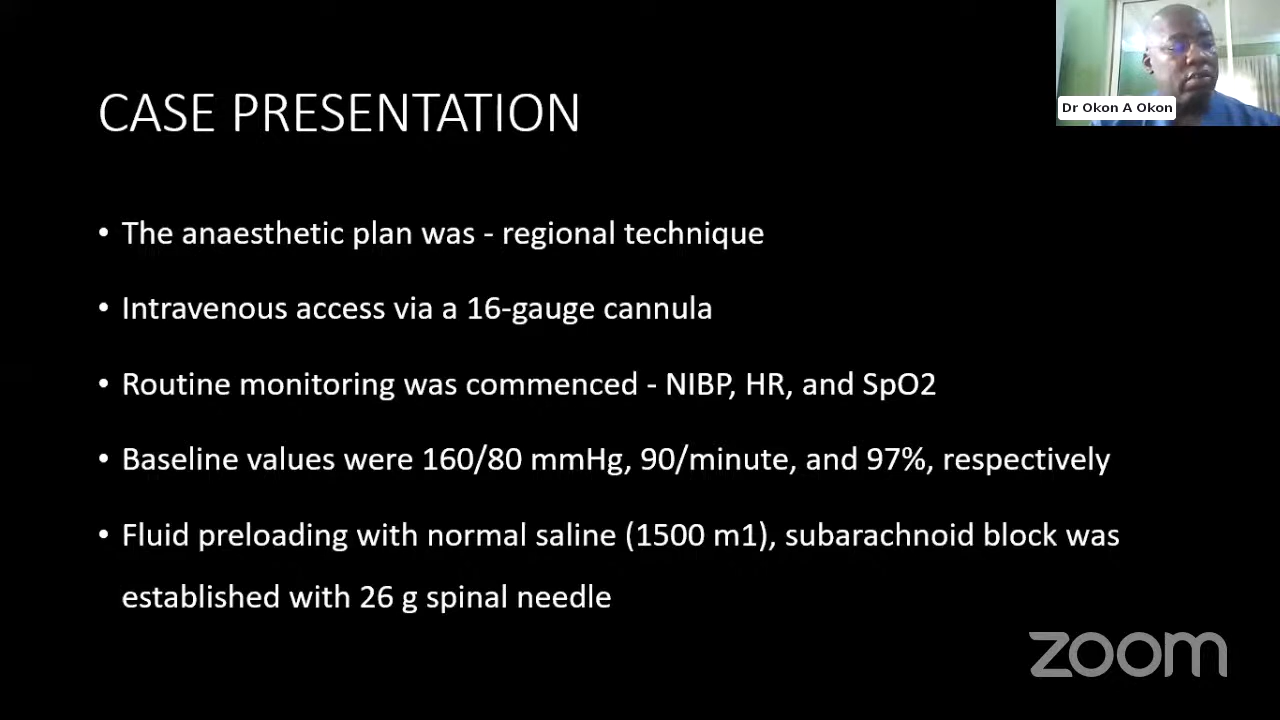 CASE PRESENTATION
Dr Okon A Okon
• The anaesthetic plan was - regional technique
• Intravenous access via a 16-gauge cannula
• Routine monitoring was commenced - NIBP, HR, and SpO2
• Baseline values were 160/80 mmHg, 90/minute, and 97%, respectively
• Fluid preloading with normal saline (1500 m1), subarachnoid block was
established with 26 g spinal needle
zoom